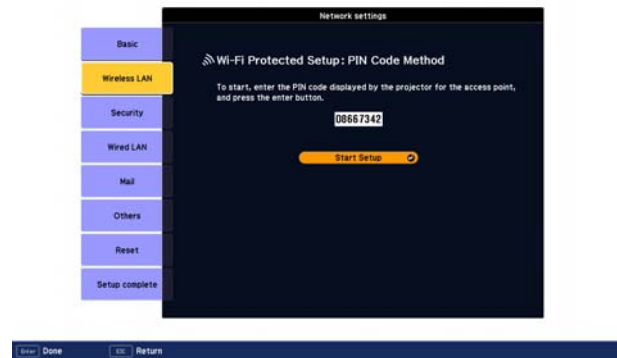 Network settings
Basic
Wireless LAN
Security
Wired LAN
Mail
Others
Reset
Setup complete
Wi-Fi Protected Setup: PIN Code Method
To start, enter the PIN code displayed by the projector for the access point,
and press the enter button.
08667342
Start Setup
Enter Done
ESC Return